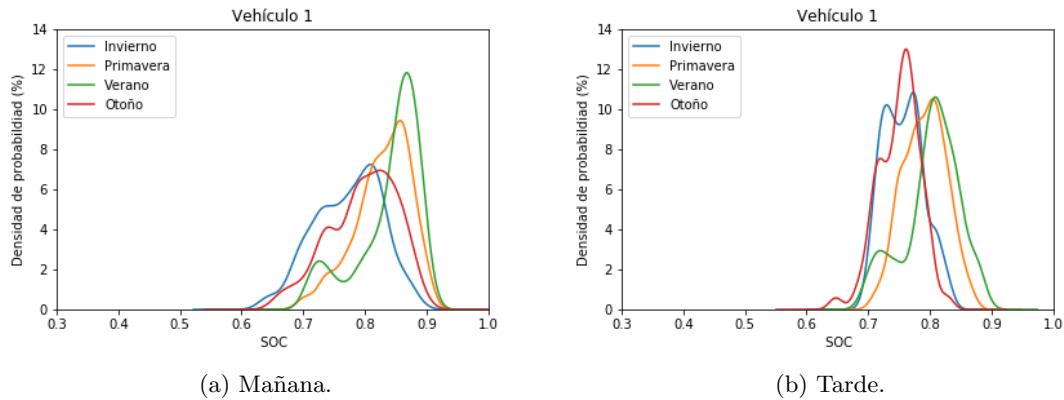 Vehículo 1
14
12
10
8
6
4
2
0
Densidad de probabildiad (%)
Invierno
Primavera
Verano
Otoño
0.3 0.4 0.5 0.6 0.7 0.8 0.9 1.0
SOC
(a) Mañana.
Vehículo 1
14
12
10
8
6
4
2
0
Densidad de probabildiad (%)
Invierno
Primavera
Verano
Otoño
0.3 0.4 0.5 0.6 0.7 0.8 0.9 1.0
SOC
(b) Tarde.